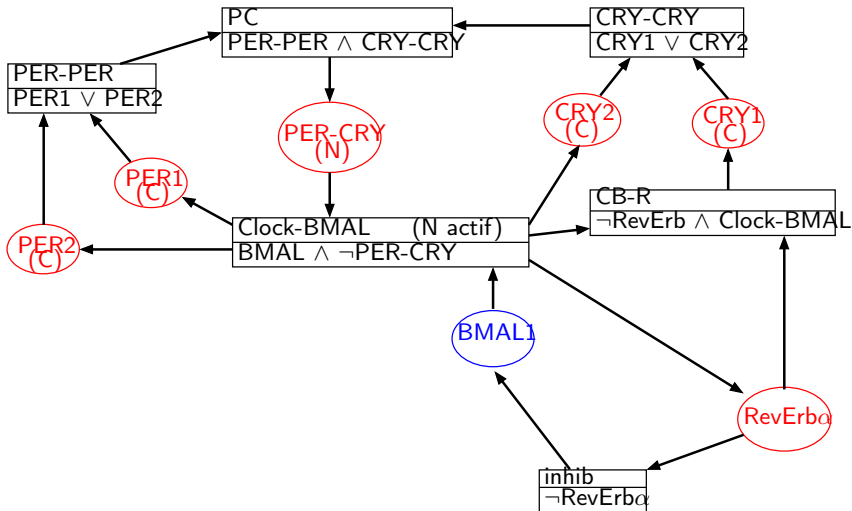 PC
PER-PER ∧ CRY-CRY
CRY-CRY
CRY1 ∨ CRY2
PER-PER
PER1 ∨ PER2
PER-CRY
(N)
CRY2
(C)
CRY1
(C)
PER1
(C)
PER2
(C)
Clock-BMAL (N actif)
BMAL ∧ ¬PER-CRY
CB-R
¬RevErb ∧ Clock-BMAL
BMAL1
RevErbα
inhib
¬RevErbα